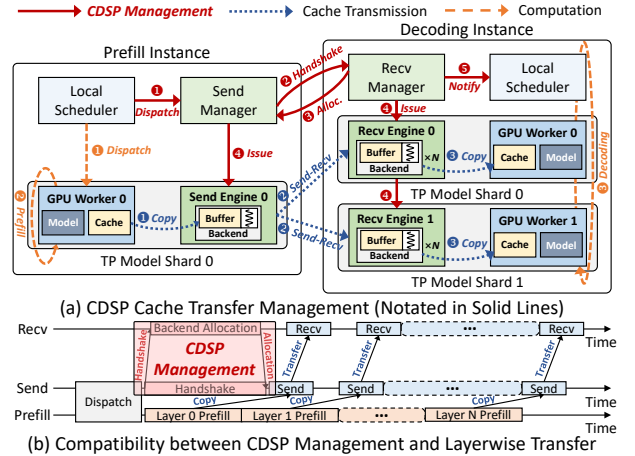 CDSP Management
Cache Transmission
Computation
Prefill Instance
Decoding Instance
Local Scheduler
❶ Dispatch
Send Manager
❷ Handshake
❸ Alloc.
Recv Manager
❺ Notify
Local Scheduler
❶ Dispatch
❹ Issue
❹ Issue
Recv Engine 0
Buffer
Backend
×N
❸ Copy
GPU Worker 0
Cache
Model
TP Model Shard 0
❷ Prefill
GPU Worker 0
Model
Cache
❶ Copy
Send Engine 0
Buffer
Backend
❷ Send-Recv
❷ Send-Recv
TP Model Shard 0
❹
Recv Engine 1
Buffer
Backend
×N
❸ Copy
GPU Worker 1
Cache
Model
TP Model Shard 1
❸ Decoding
(a) CDSP Cache Transfer Management (Notated in Solid Lines)
Recv
Backend Allocation
Recv
Recv
...
Recv
Time
Handshake
CDSP Management
Allocation
Transfer
Transfer
Transfer
Send
Dispatch
Handshake
Send
Send
...
Send
Time
Copy
Copy
Copy
Prefill
Layer 0 Prefill
Layer 1 Prefill
...
Layer N Prefill
Time
(b) Compatibility between CDSP Management and Layerwise Transfer